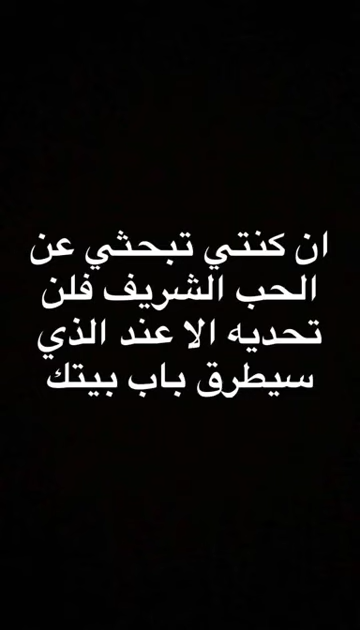 ان كنتي تبحثي عن
الحب الشريف فلن
تحديه الا عند الذي
سيطرق باب بيتك